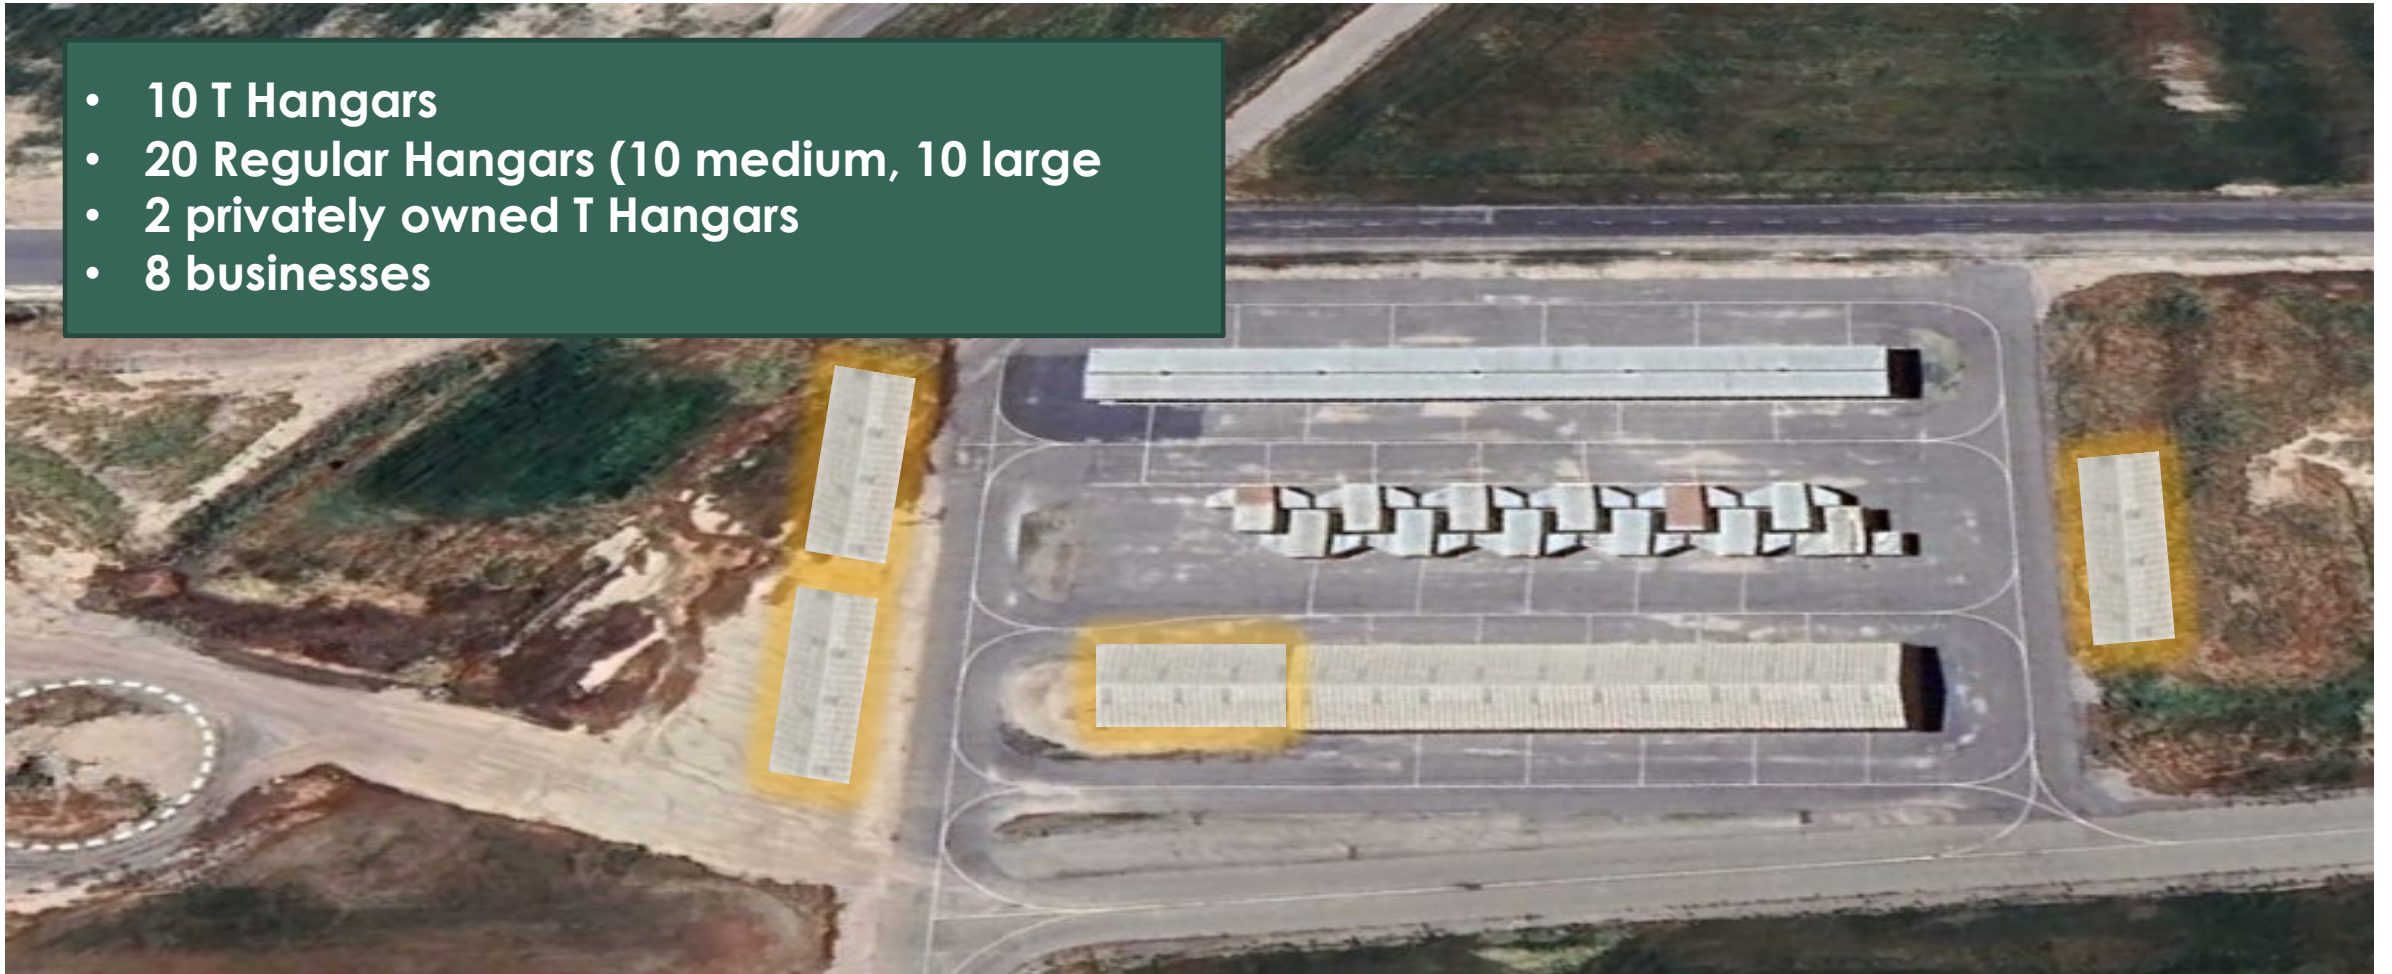 • 10 T Hangars
• 20 Regular Hangars (10 medium, 10 large
• 2 privately owned T Hangars
• 8 businesses